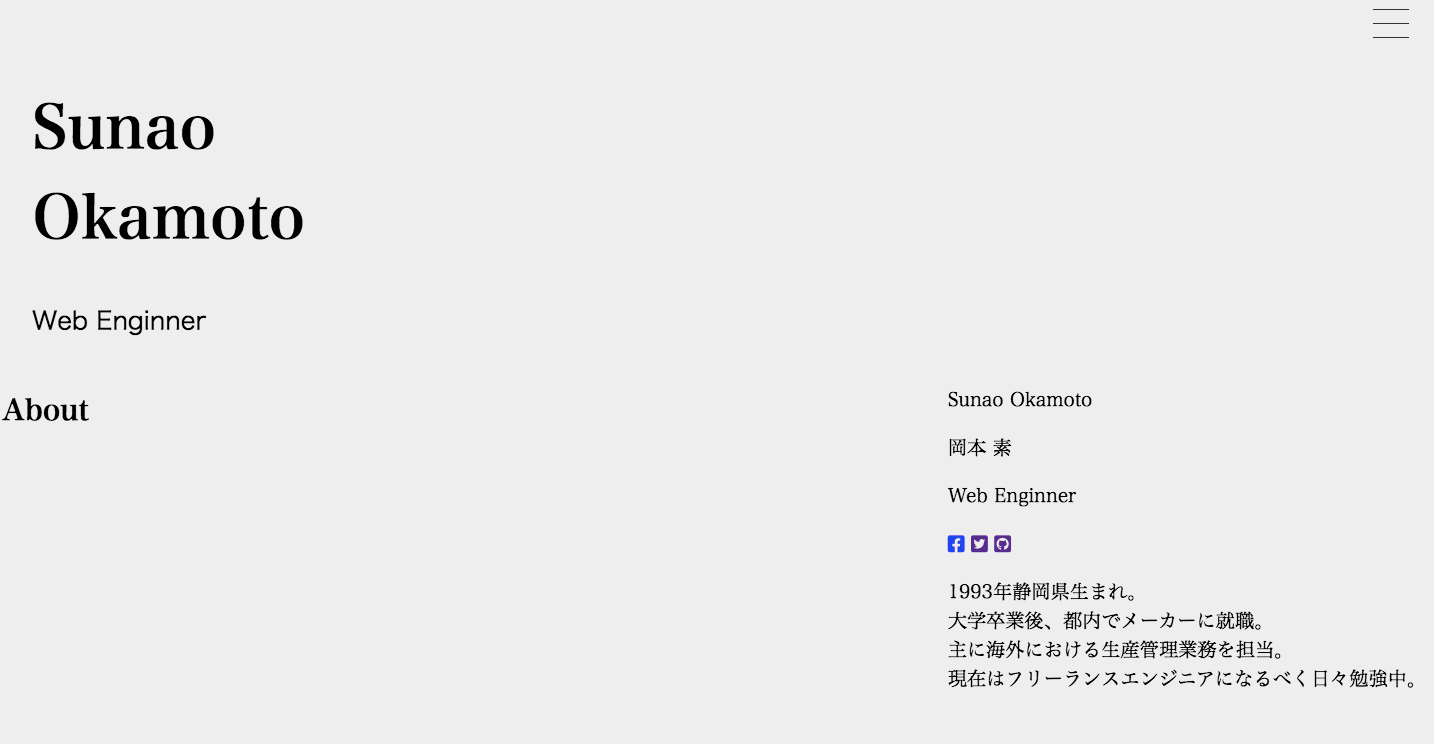 Sunao
Okamoto
Web Enginner
About
Sunao Okamoto
岡本 素
Web Enginner
1993年静岡県生まれ。
大学卒業後、都内でメーカーに就職。
主に海外における生産管理業務を担当。
現在はフリーランスエンジニアになるべく日々勉強中。